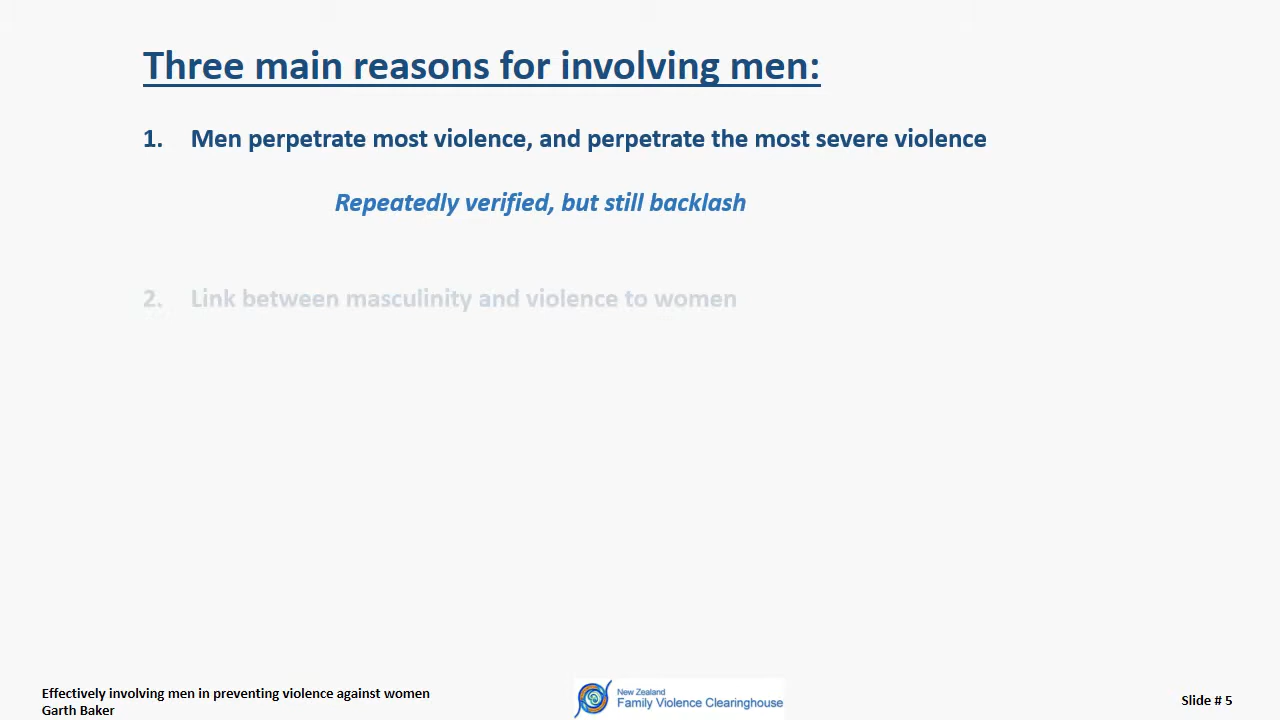 Three main reasons for involving men:
1. Men perpetrate most violence, and perpetrate the most severe violence
Repeatedly verified, but still backlash
2. Link between masculinity and violence to women
Effectively involving men in preventing violence against women
Garth Baker
New Zealand
Family Violence Clearinghouse
Slide # 5